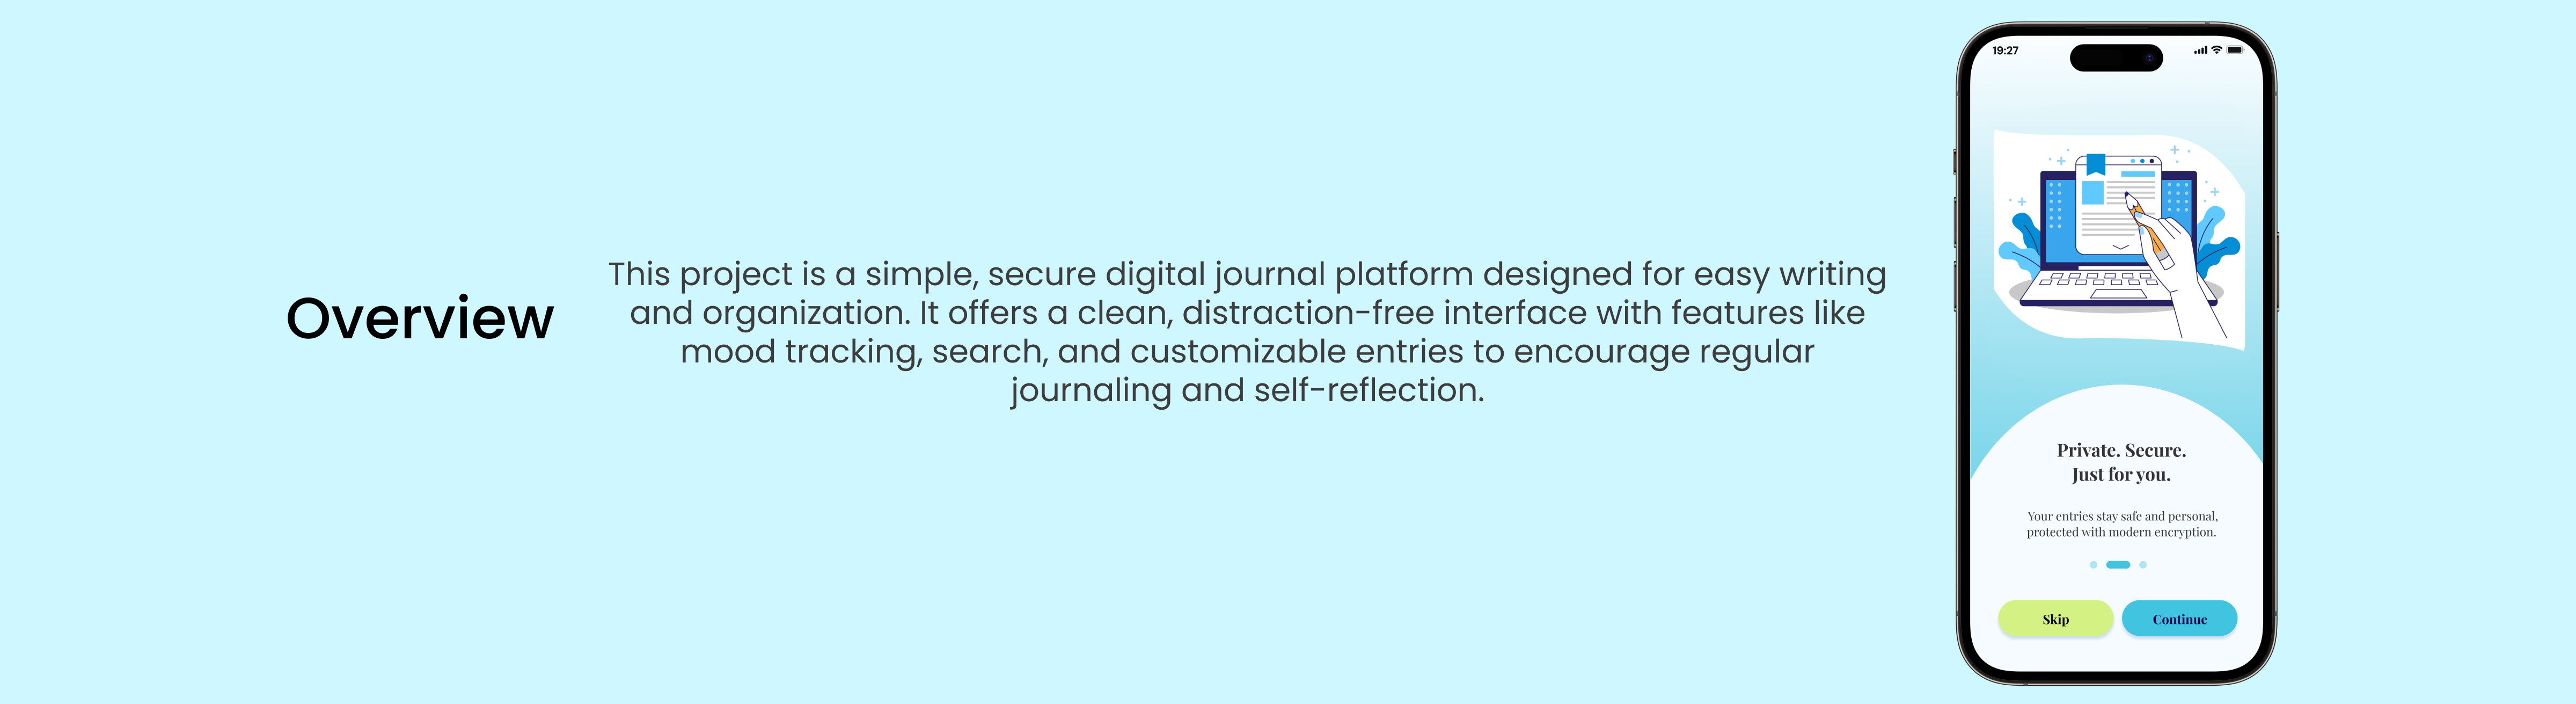 Overview
This project is a simple, secure digital journal platform designed for easy writing
and organization. It offers a clean, distraction-free interface with features like
mood tracking, search, and customizable entries to encourage regular
journaling and self-reflection.
19:27
Private. Secure.
Just for you.
Your entries stay safe and personal,
protected with modern encryption.
Skip
Continue